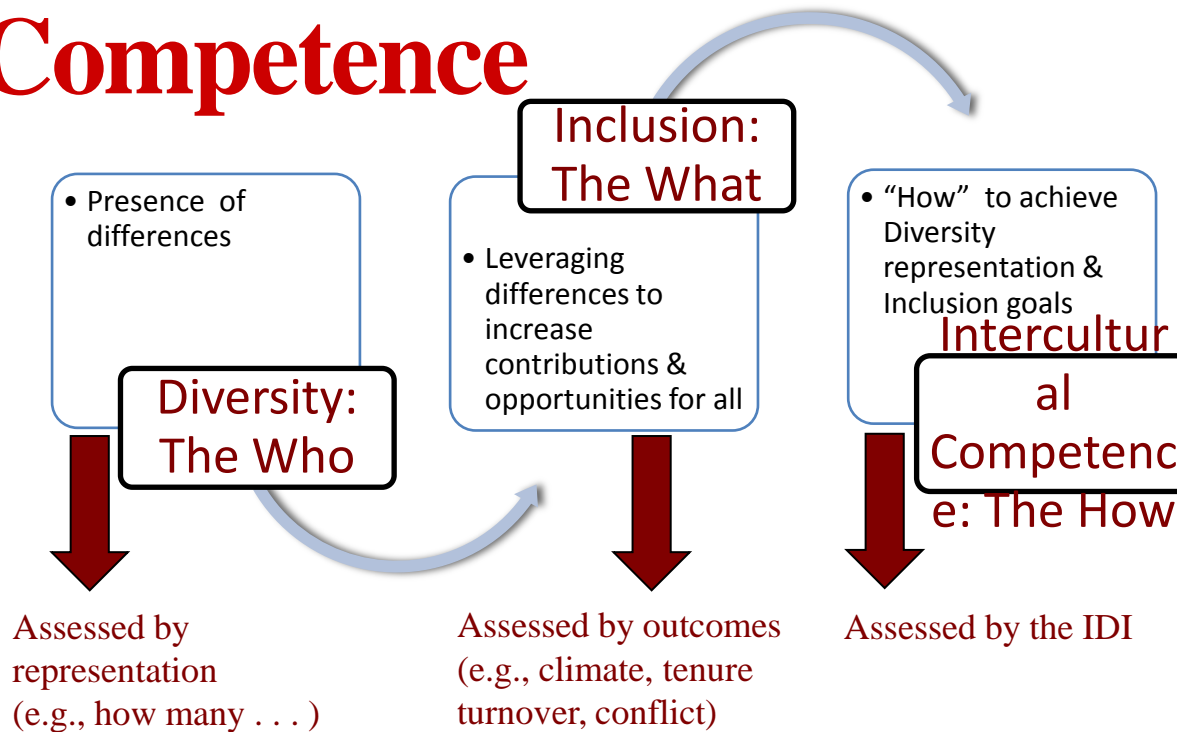 Competence
• Presence of
differences
Diversity:
The Who
Assessed by
representation
(e.g., how many . . . )
Inclusion:
The What
• Leveraging
differences to
increase
contributions &
opportunities for all
Assessed by outcomes
(e.g., climate, tenure
turnover, conflict)
• “How” to achieve
Diversity
representation &
Inclusion goals
Intercultur
al
Competenc
e: The How
Assessed by the IDI